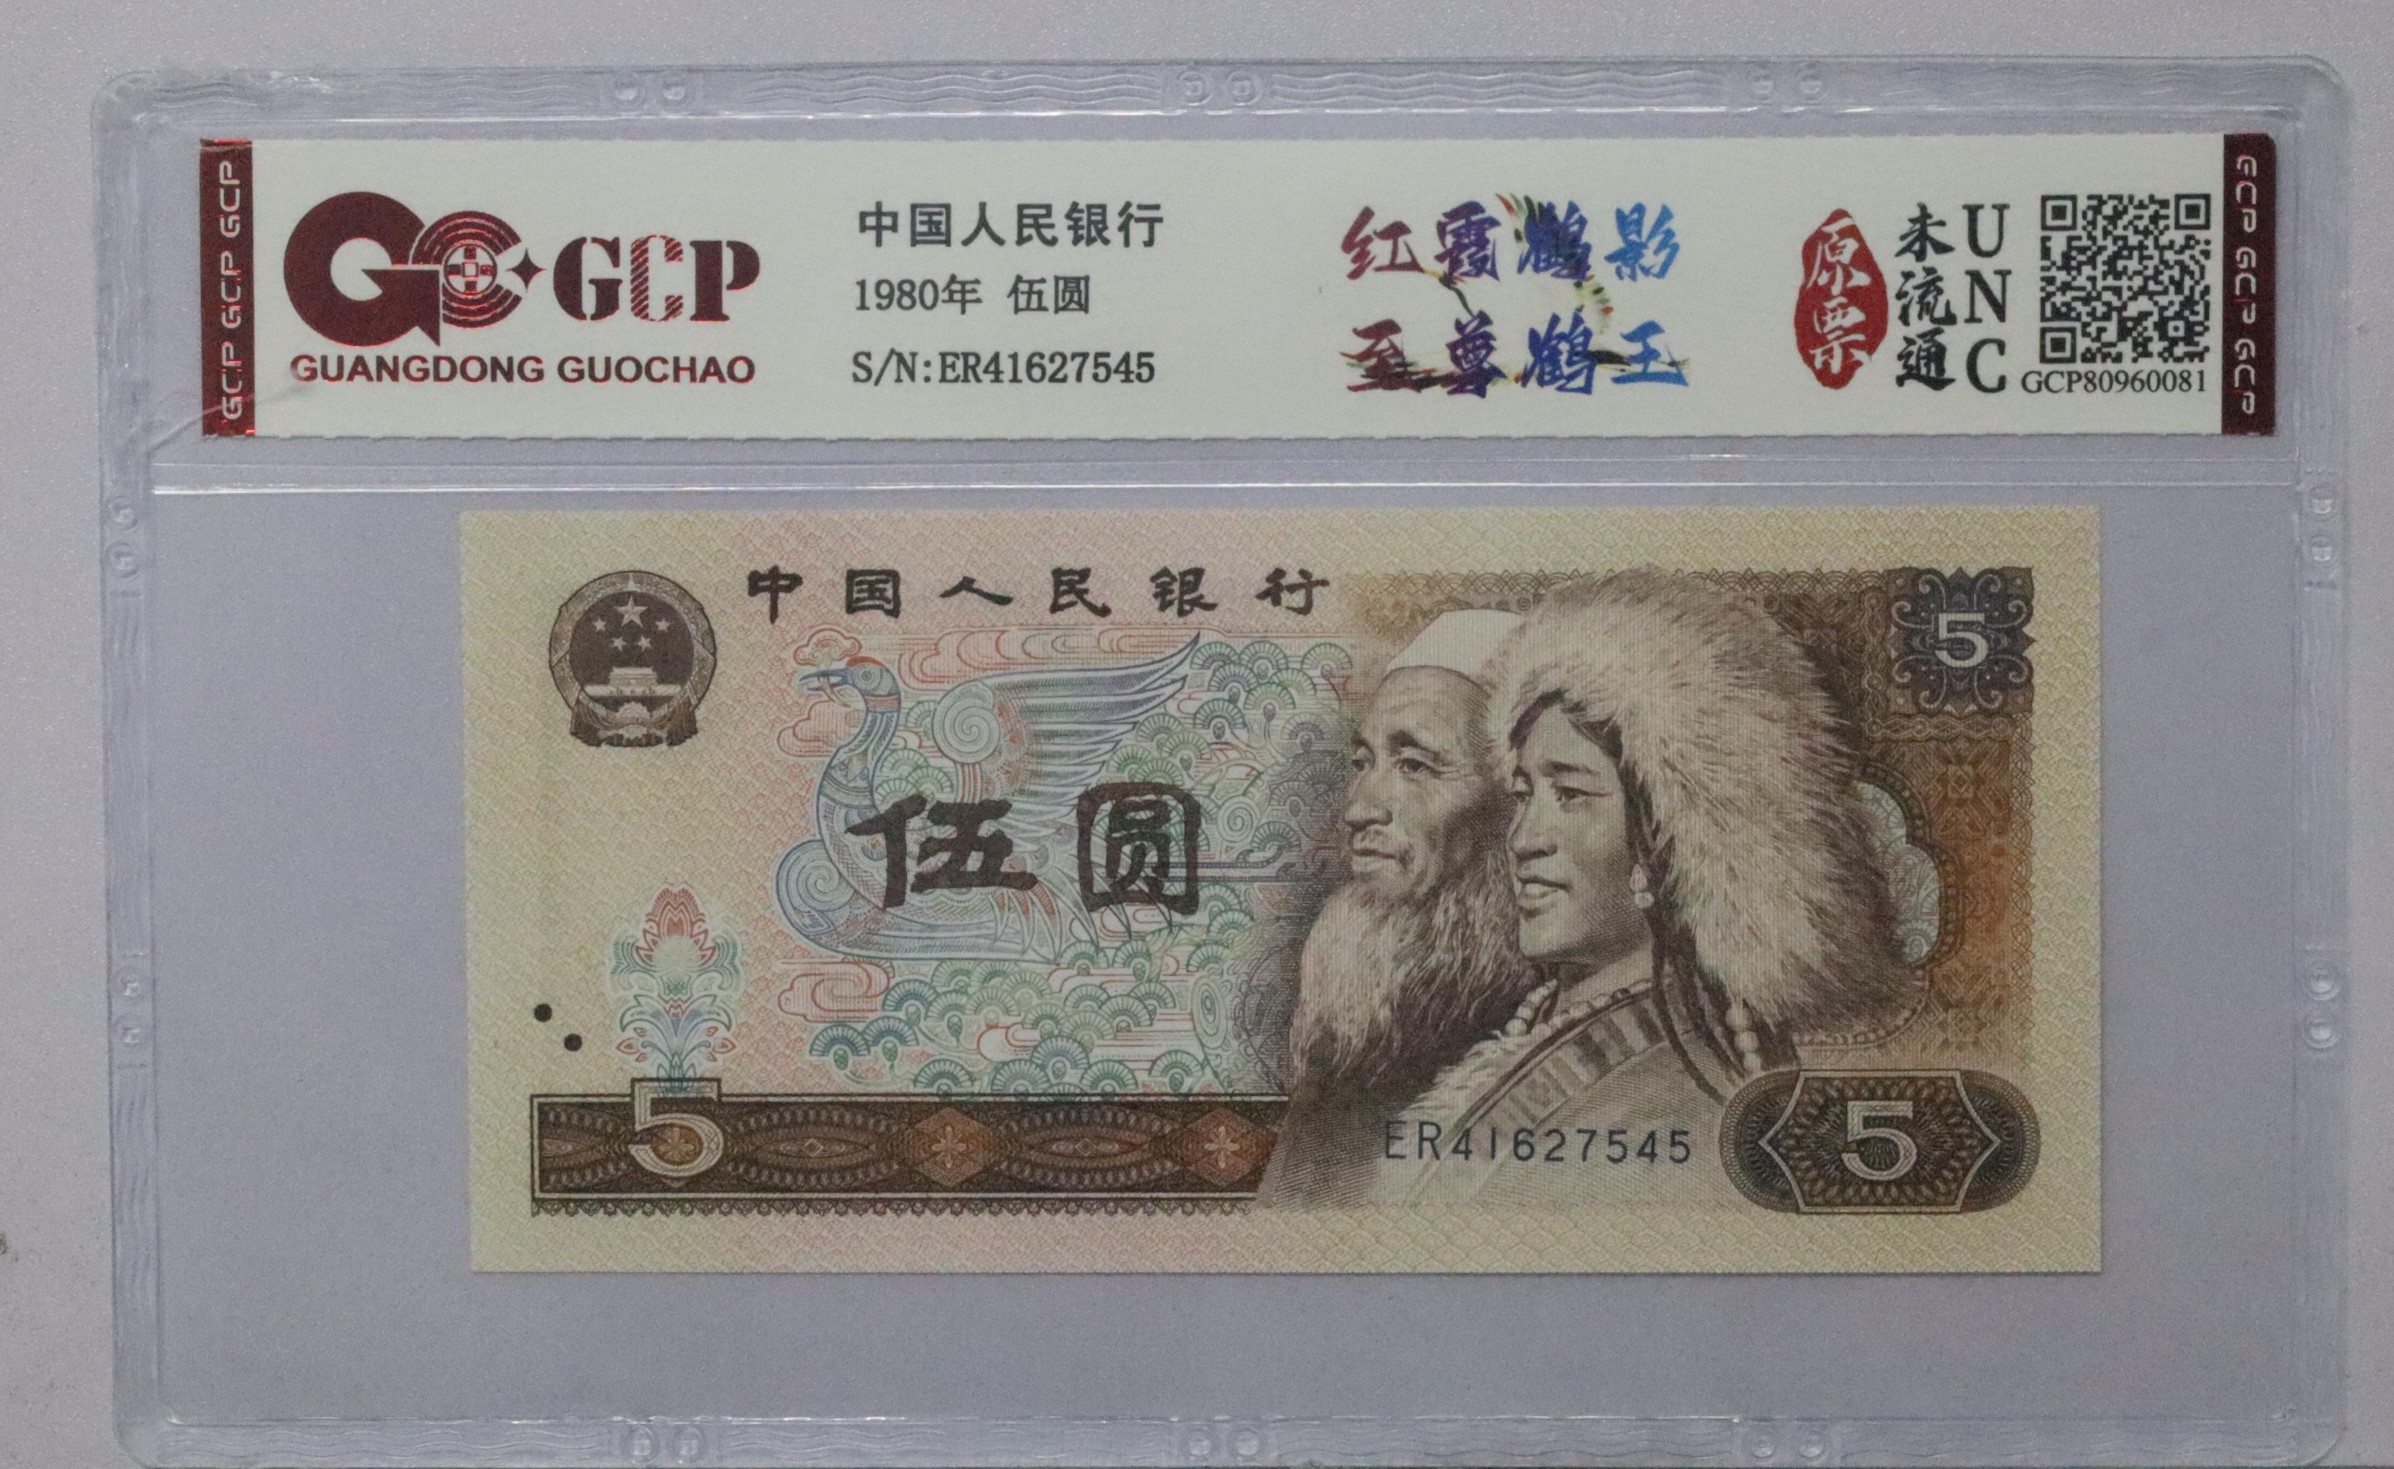 GCP GCP GCP
GCP
GUANGDONG GUOCHAO
中国人民银行
1980年 伍圆
S/N:ER41627545
红霞鹤影
至尊鹤王
原票
未流通
UNC
GCP80960081
GCP GCP GCP
中国人民银行
5
伍圆
5
ER41627545
5